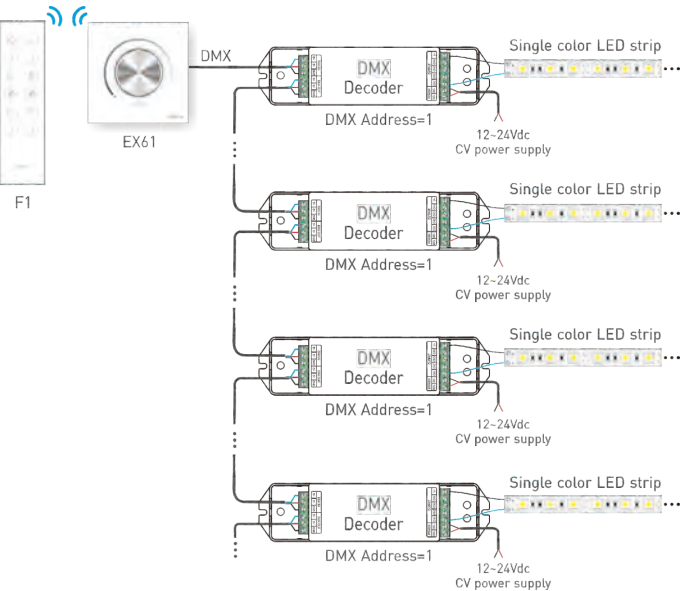 DMX
EX61
F1
DMX
Decoder
DMX Address=1
Single color LED strip
12~24Vdc
CV power supply
DMX
Decoder
DMX Address=1
Single color LED strip
12~24Vdc
CV power supply
DMX
Decoder
DMX Address=1
Single color LED strip
12~24Vdc
CV power supply
DMX
Decoder
DMX Address=1
Single color LED strip
12~24Vdc
CV power supply